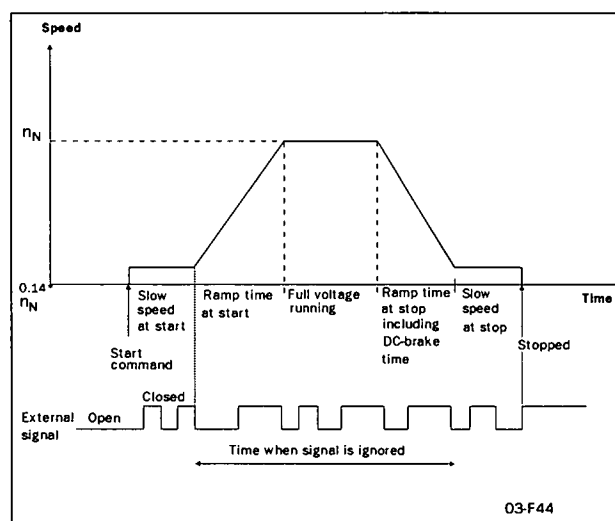 Speed
nN
0.14
nN
Slow
speed
at start
Ramp time
at start
Full voltage
running
Ramp time
at stop
including
DC-brake
time
Slow
speed
at stop
Time
Start
command
Stopped
Closed
External
signal
Open
Time when signal is ignored
03-F44